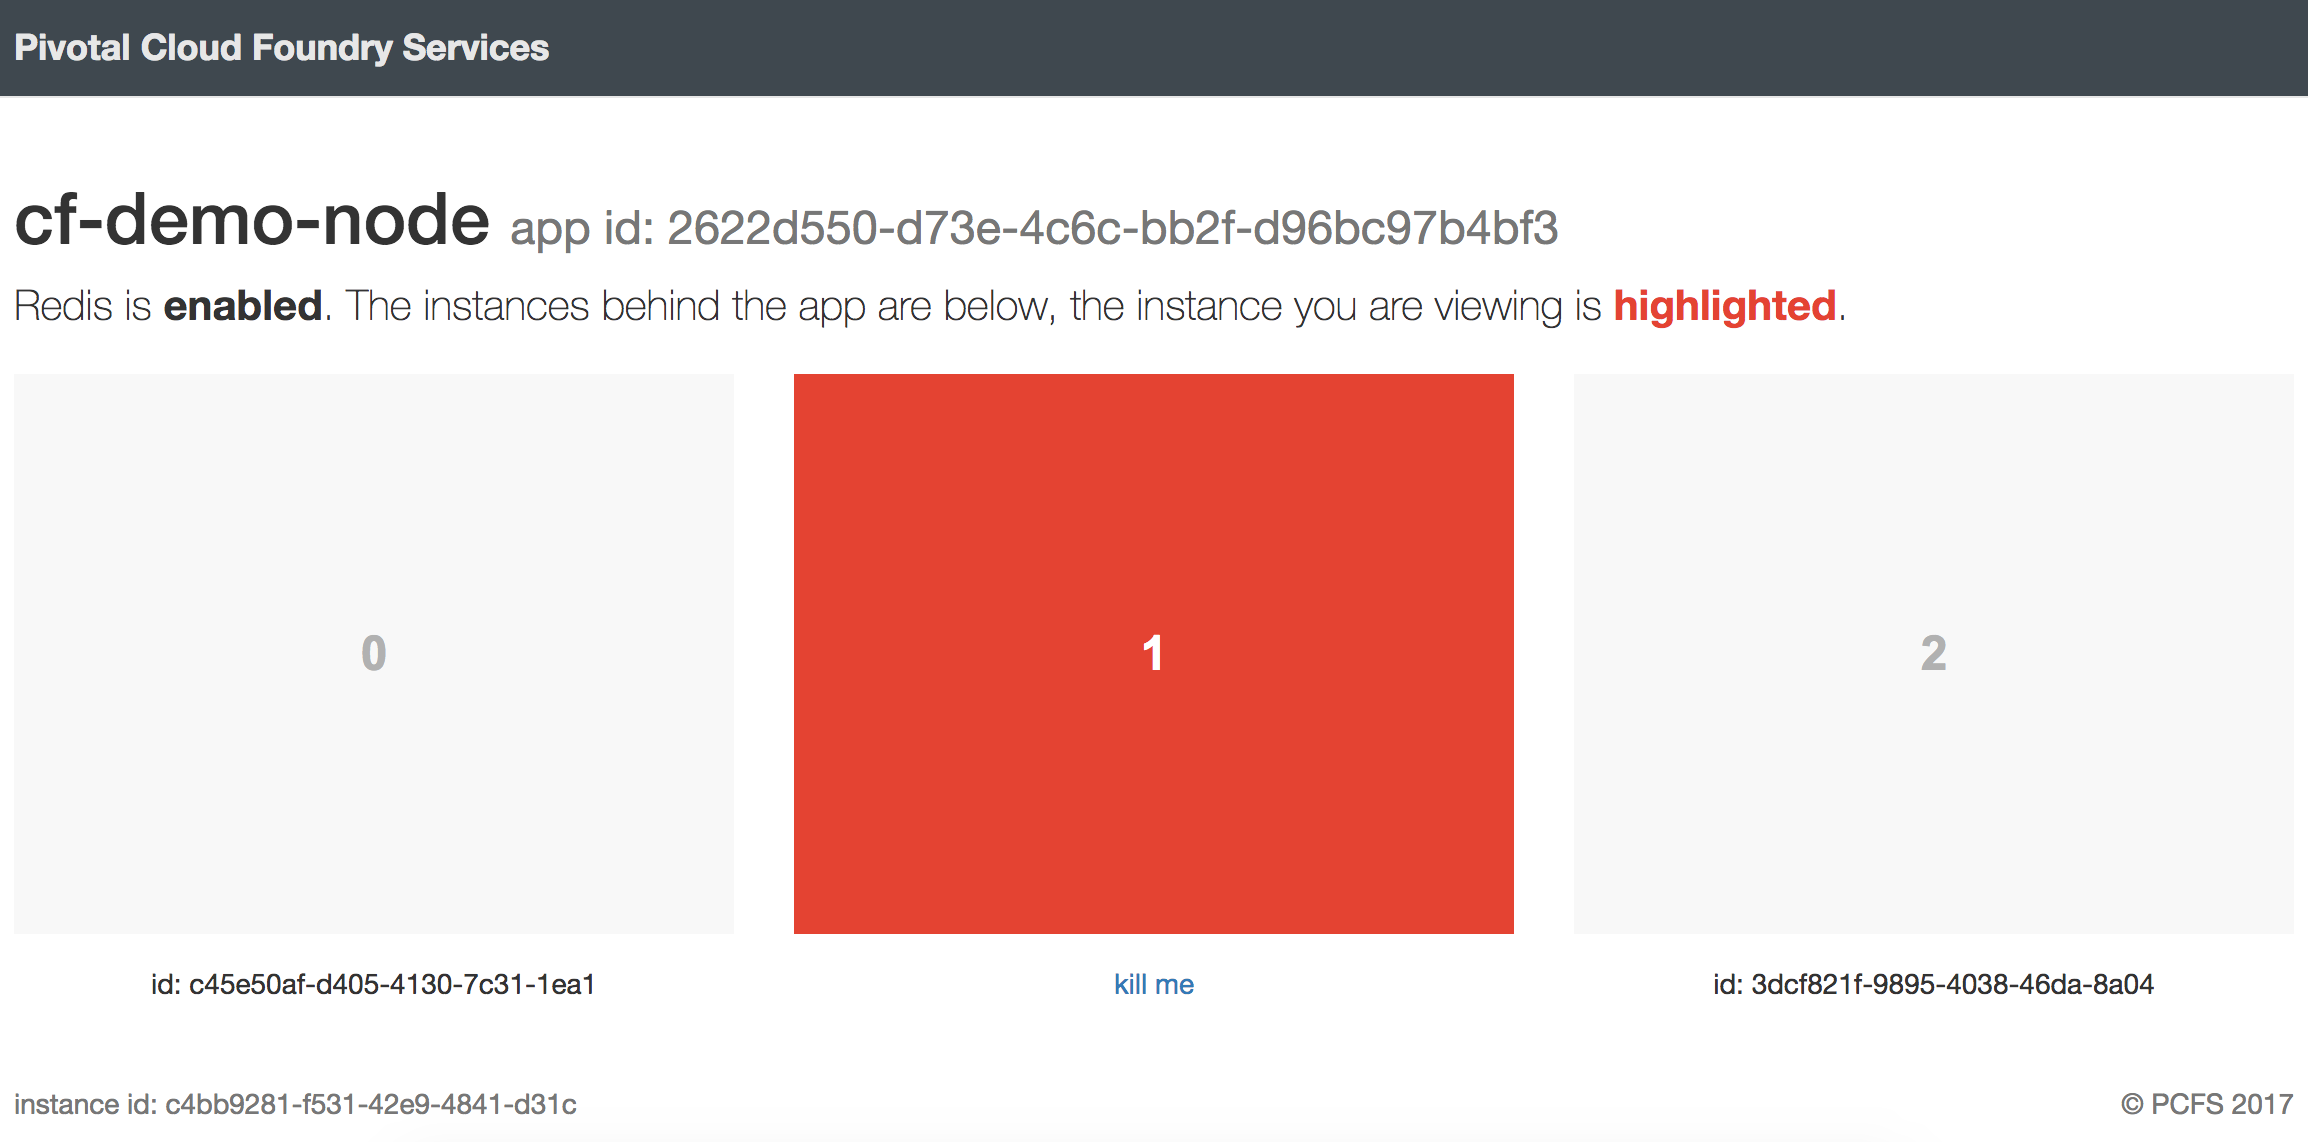 Pivotal Cloud Foundry Services
cf-demo-node app id: 2622d550-d73e-4c6c-bb2f-d96bc97b4bf3
Redis is enabled. The instances behind the app are below, the instance you are viewing is highlighted.
0
1
2
id: c45e50af-d405-4130-7c31-1ea1
kill me
id: 3dcf821f-9895-4038-46da-8a04
instance id: c4bb9281-f531-42e9-4841-d31c
© PCFS 2017